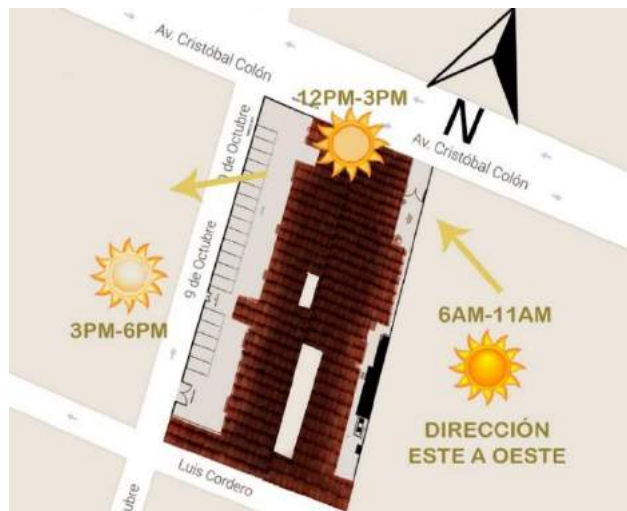 Av. Cristóbal Colón
12PM-3PM
N
Av. Cristóbal Colón
9 de Octubre
9 de Octubre
6AM-11AM
3PM-6PM
DIRECCIÓN
ESTE A OESTE
Luis Cordero
ubre